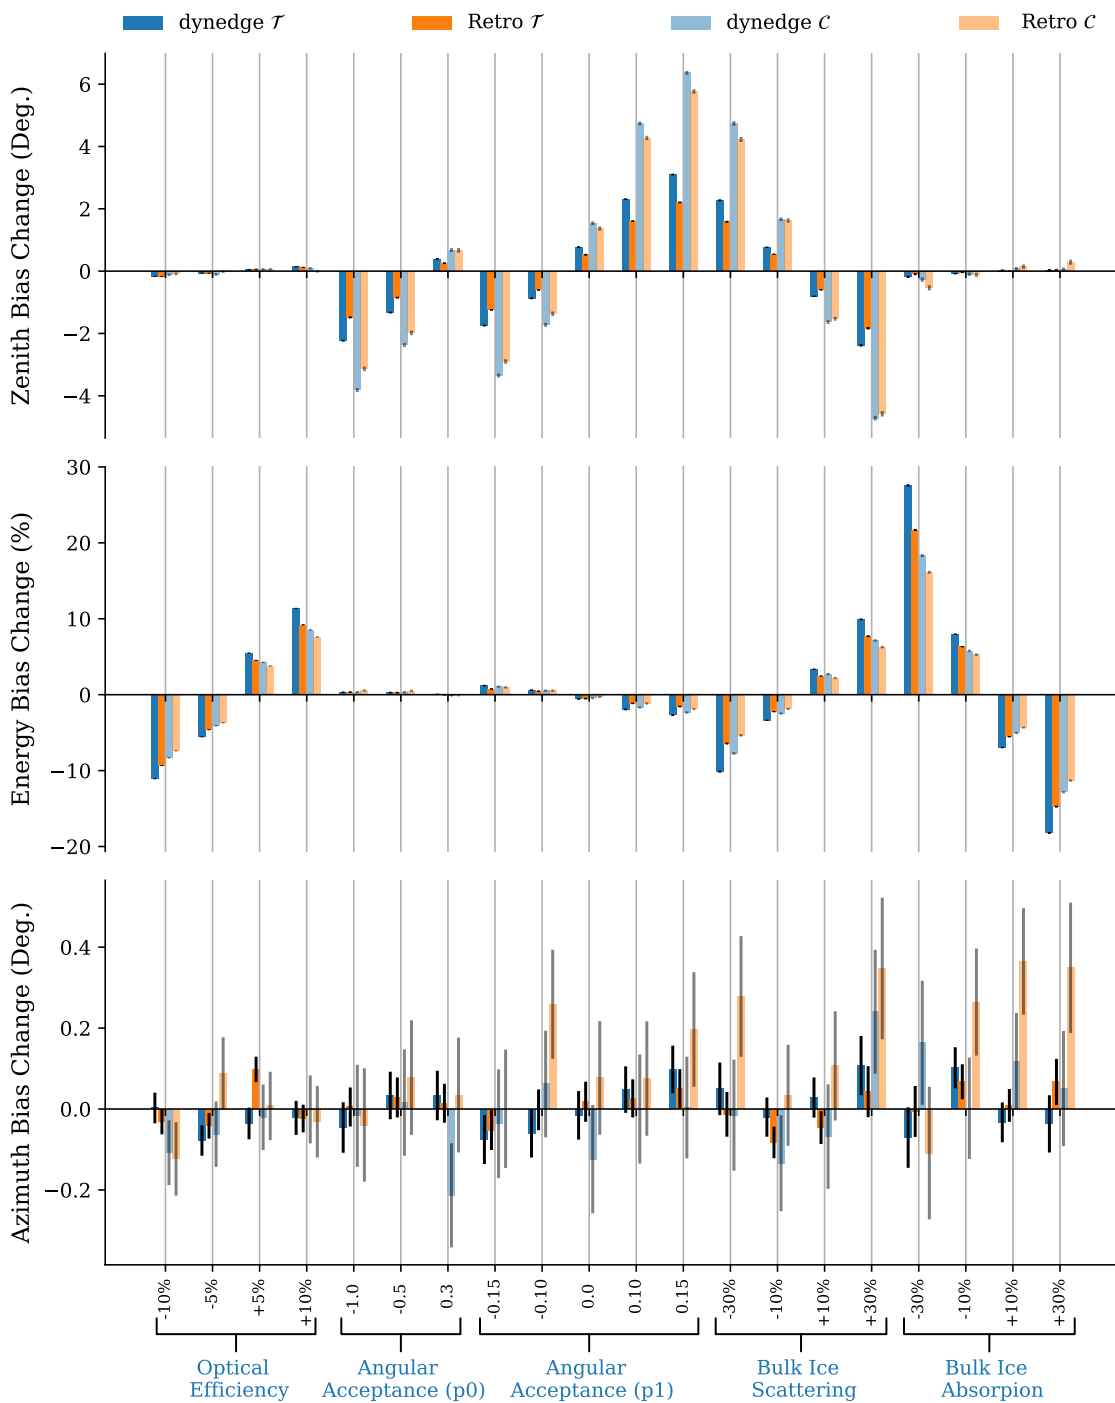 dynedge 𝒯 Retro 𝒯 dynedge 𝒞 Retro 𝒞
Zenith Bias Change (Deg.)
6
4
2
0
−2
−4
Energy Bias Change (%)
30
20
10
0
−10
−20
Azimuth Bias Change (Deg.)
0.4
0.2
0.0
−0.2
-10% -5% +5% +10% -1.0 -0.5 0.3 -0.15 -0.10 0.0 0.10 0.15 -30% -10% +10% +30% -30% -10% +10% +30%
Optical
Efficiency
Angular
Acceptance (p0)
Angular
Acceptance (p1)
Bulk Ice
Scattering
Bulk Ice
Absorpion